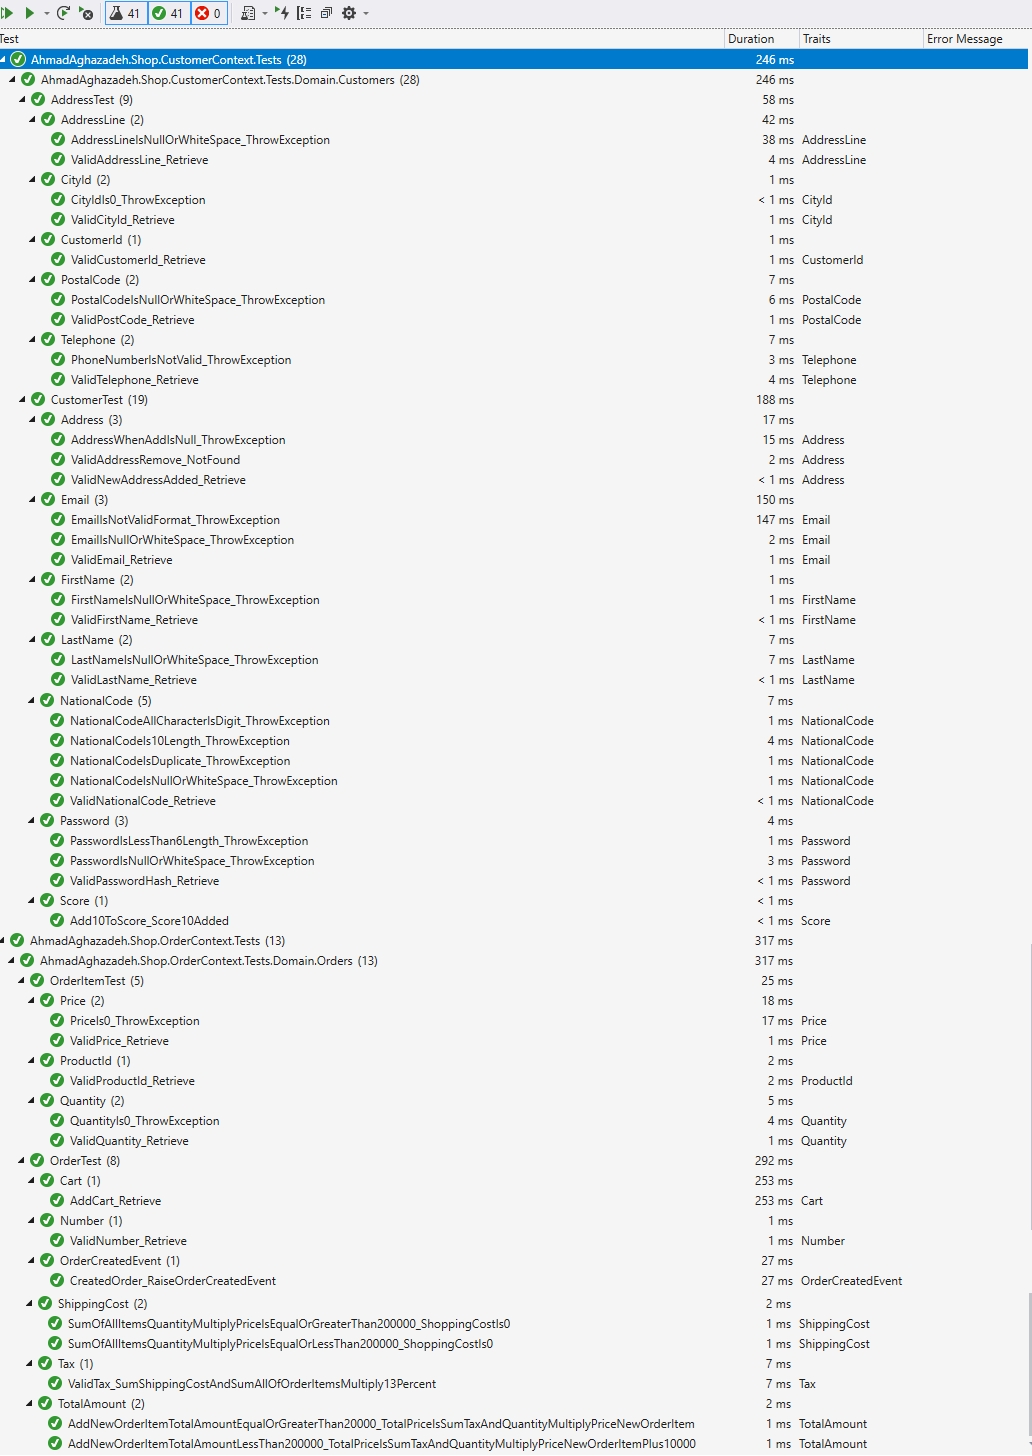 41 41 0
Test Duration Traits Error Message
AhmadAghazadeh.Shop.CustomerContext.Tests (28) 246 ms
AhmadAghazadeh.Shop.CustomerContext.Tests.Domain.Customers (28) 246 ms
AddressTest (9) 58 ms
AddressLine (2) 42 ms
AddressLineIsNullOrWhiteSpace_ThrowException 38 ms AddressLine
ValidAddressLine_Retrieve 4 ms AddressLine
CityId (2) 1 ms
CityIdIs0_ThrowException < 1 ms CityId
ValidCityId_Retrieve 1 ms CityId
CustomerId (1) 1 ms
ValidCustomerId_Retrieve 1 ms CustomerId
PostalCode (2) 7 ms
PostalCodeIsNullOrWhiteSpace_ThrowException 6 ms PostalCode
ValidPostCode_Retrieve 1 ms PostalCode
Telephone (2) 7 ms
PhoneNumberIsNotValid_ThrowException 3 ms Telephone
ValidTelephone_Retrieve 4 ms Telephone
CustomerTest (19) 188 ms
Address (3) 17 ms
AddressWhenAddIsNull_ThrowException 15 ms Address
ValidAddressRemove_NotFound 2 ms Address
ValidNewAddressAdded_Retrieve < 1 ms Address
Email (3) 150 ms
EmailIsNotValidFormat_ThrowException 147 ms Email
EmailIsNullOrWhiteSpace_ThrowException 2 ms Email
ValidEmail_Retrieve 1 ms Email
FirstName (2) 1 ms
FirstNameIsNullOrWhiteSpace_ThrowException 1 ms FirstName
ValidFirstName_Retrieve < 1 ms FirstName
LastName (2) 7 ms
LastNameIsNullOrWhiteSpace_ThrowException 7 ms LastName
ValidLastName_Retrieve < 1 ms LastName
NationalCode (5) 7 ms
NationalCodeAllCharacterIsDigit_ThrowException 1 ms NationalCode
NationalCodeIs10Length_ThrowException 4 ms NationalCode
NationalCodeIsDuplicate_ThrowException 1 ms NationalCode
NationalCodeIsNullOrWhiteSpace_ThrowException 1 ms NationalCode
ValidNationalCode_Retrieve < 1 ms NationalCode
Password (3) 4 ms
PasswordIsLessThan6Length_ThrowException 1 ms Password
PasswordIsNullOrWhiteSpace_ThrowException 3 ms Password
ValidPasswordHash_Retrieve < 1 ms Password
Score (1) < 1 ms
Add10ToScore_Score10Added < 1 ms Score
AhmadAghazadeh.Shop.OrderContext.Tests (13) 317 ms
AhmadAghazadeh.Shop.OrderContext.Tests.Domain.Orders (13) 317 ms
OrderItemTest (5) 25 ms
Price (2) 18 ms
PriceIs0_ThrowException 17 ms Price
ValidPrice_Retrieve 1 ms Price
ProductId (1) 2 ms
ValidProductId_Retrieve 2 ms ProductId
Quantity (2) 5 ms
QuantityIs0_ThrowException 4 ms Quantity
ValidQuantity_Retrieve 1 ms Quantity
OrderTest (8) 292 ms
Cart (1) 253 ms
AddCart_Retrieve 253 ms Cart
Number (1) 1 ms
ValidNumber_Retrieve 1 ms Number
OrderCreatedEvent (1) 27 ms
CreatedOrder_RaiseOrderCreatedEvent 27 ms OrderCreatedEvent
ShippingCost (2) 2 ms
SumOfAllItemsQuantityMultiplyPriceIsEqualOrGreaterThan200000_ShoppingCostIs0 1 ms ShippingCost
SumOfAllItemsQuantityMultiplyPriceIsEqualOrLessThan200000_ShoppingCostIs0 1 ms ShippingCost
Tax (1) 7 ms
ValidTax_SumShippingCostAndSumAllOfOrderItemsMultiply13Percent 7 ms Tax
TotalAmount (2) 2 ms
AddNewOrderItemTotalAmountEqualOrGreaterThan20000_TotalPriceIsSumTaxAndQuantityMultiplyPriceNewOrderItem 1 ms TotalAmount
AddNewOrderItemTotalAmountLessThan200000_TotalPriceIsSumTaxAndQuantityMultiplyPriceNewOrderItemPlus10000 1 ms TotalAmount